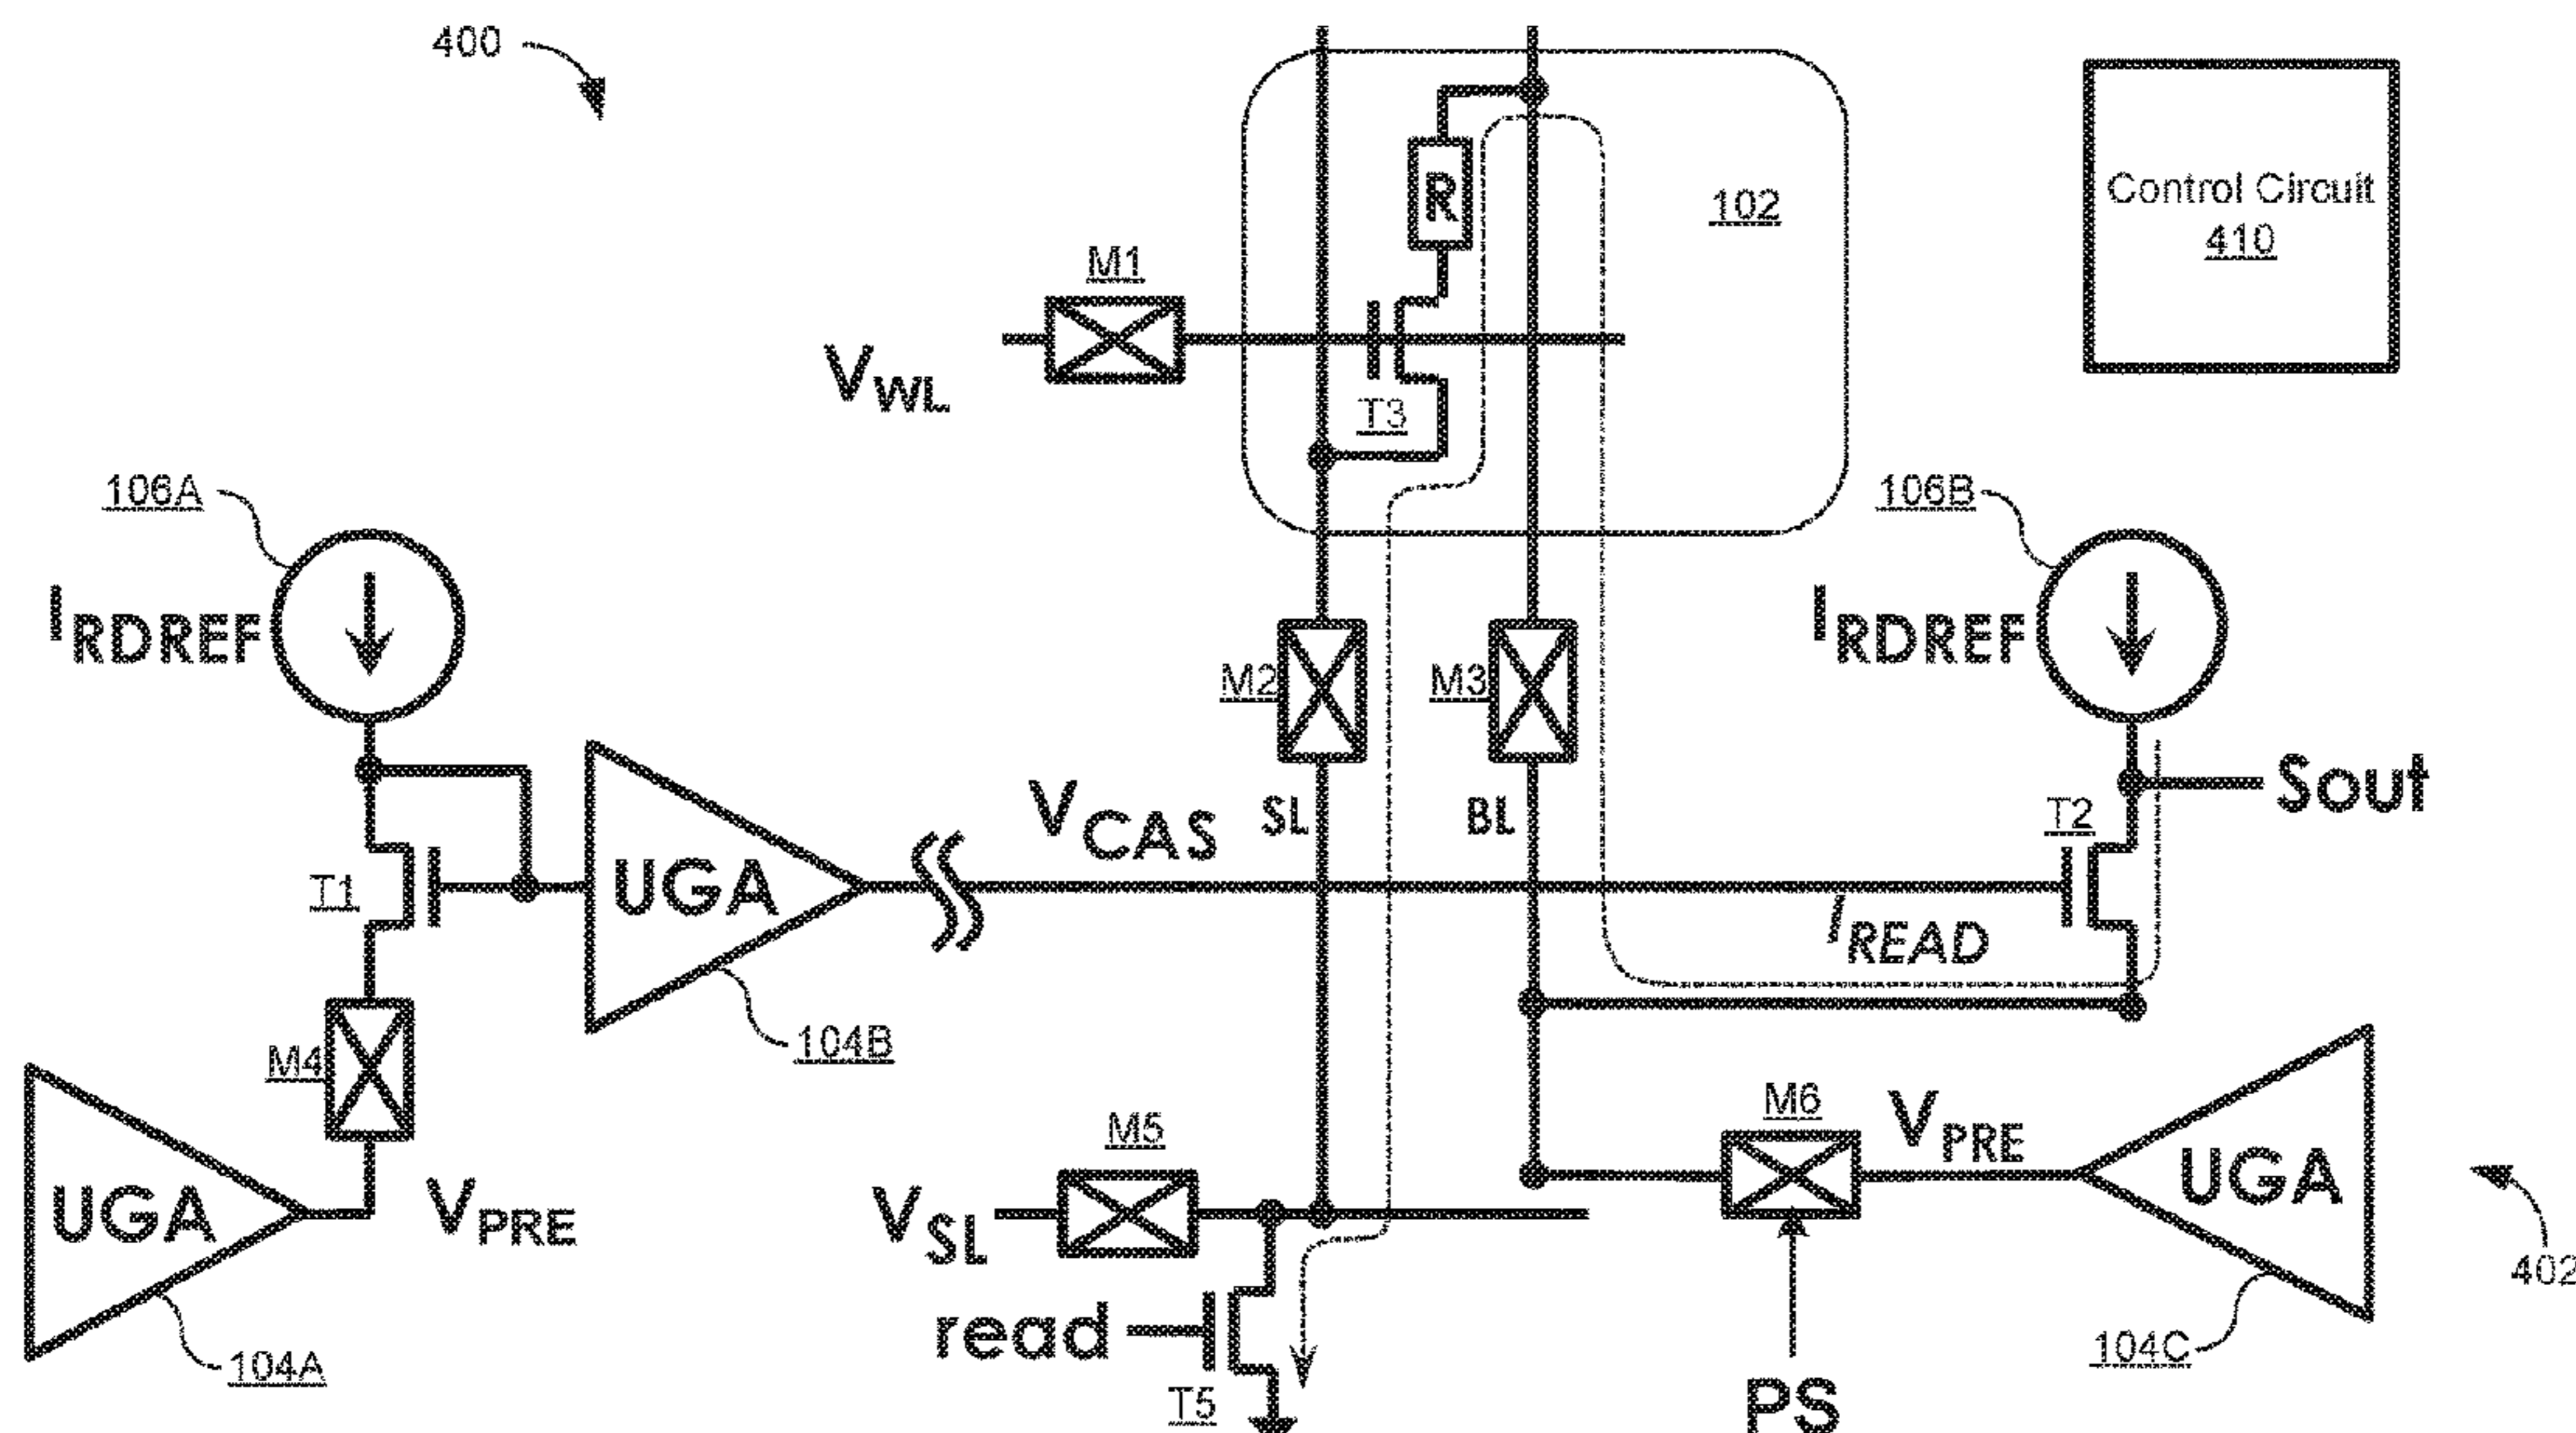 400
R
102
Control Circuit
410
M1
VWL
T3
106A
106B
IRDREF
IRDREF
M2
M3
Sout
VCAS
SL
BL
T2
T1
UGA
IREAD
104B
M4
M6
M5
VPRE
UGA
VPRE
UGA
VSL
402
read
104A
104C
T5
PS